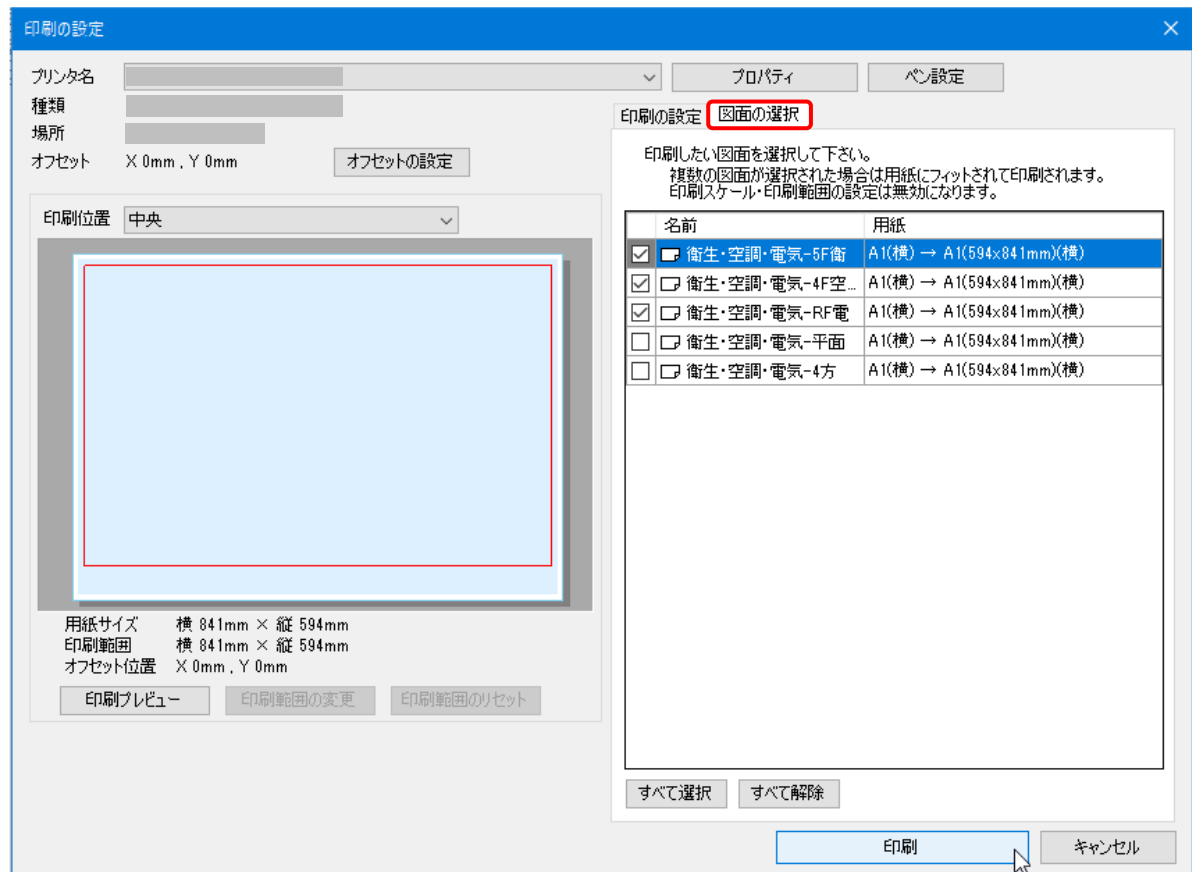 印刷の設定
プリンタ名
プロパティ
ペン設定
種類
場所
オフセット X 0mm , Y 0mm
オフセットの設定
印刷位置 中央
用紙サイズ 横 841mm × 縦 594mm
印刷範囲 横 841mm × 縦 594mm
オフセット位置 X 0mm , Y 0mm
印刷プレビュー 印刷範囲の変更 印刷範囲のリセット
印刷の設定 図面の選択
印刷したい図面を選択して下さい。
複数の図面が選択された場合は用紙にフィットされて印刷されます。
印刷スケール・印刷範囲の設定は無効になります。
名前 用紙
衛生・空調・電気-5F衛 A1(横) → A1(594x841mm)(横)
衛生・空調・電気-4F空... A1(横) → A1(594x841mm)(横)
衛生・空調・電気-RF電 A1(横) → A1(594x841mm)(横)
衛生・空調・電気-平面 A1(横) → A1(594x841mm)(横)
衛生・空調・電気-4方 A1(横) → A1(594x841mm)(横)
すべて選択 すべて解除
印刷 キャンセル